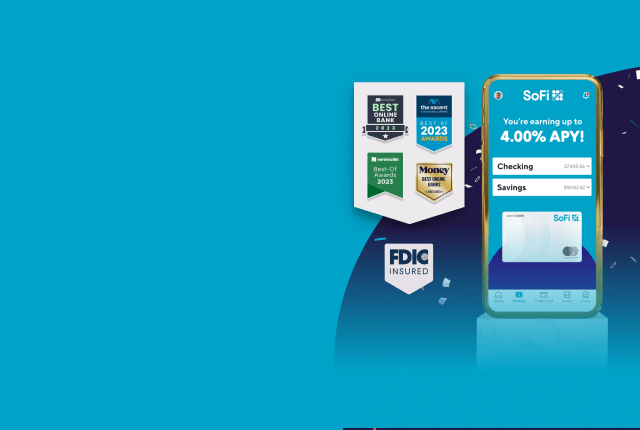 BEST
ONLINE
BANK
2023
the ascent
BEST OF
2023
AWARDS
nerdwallet
Best-Of
Awards
2023
Money
BEST ONLINE
BANKS
FDIC
INSURED
SoFi
You're earning up to
4.00% APY!
Checking
Savings
SoFi